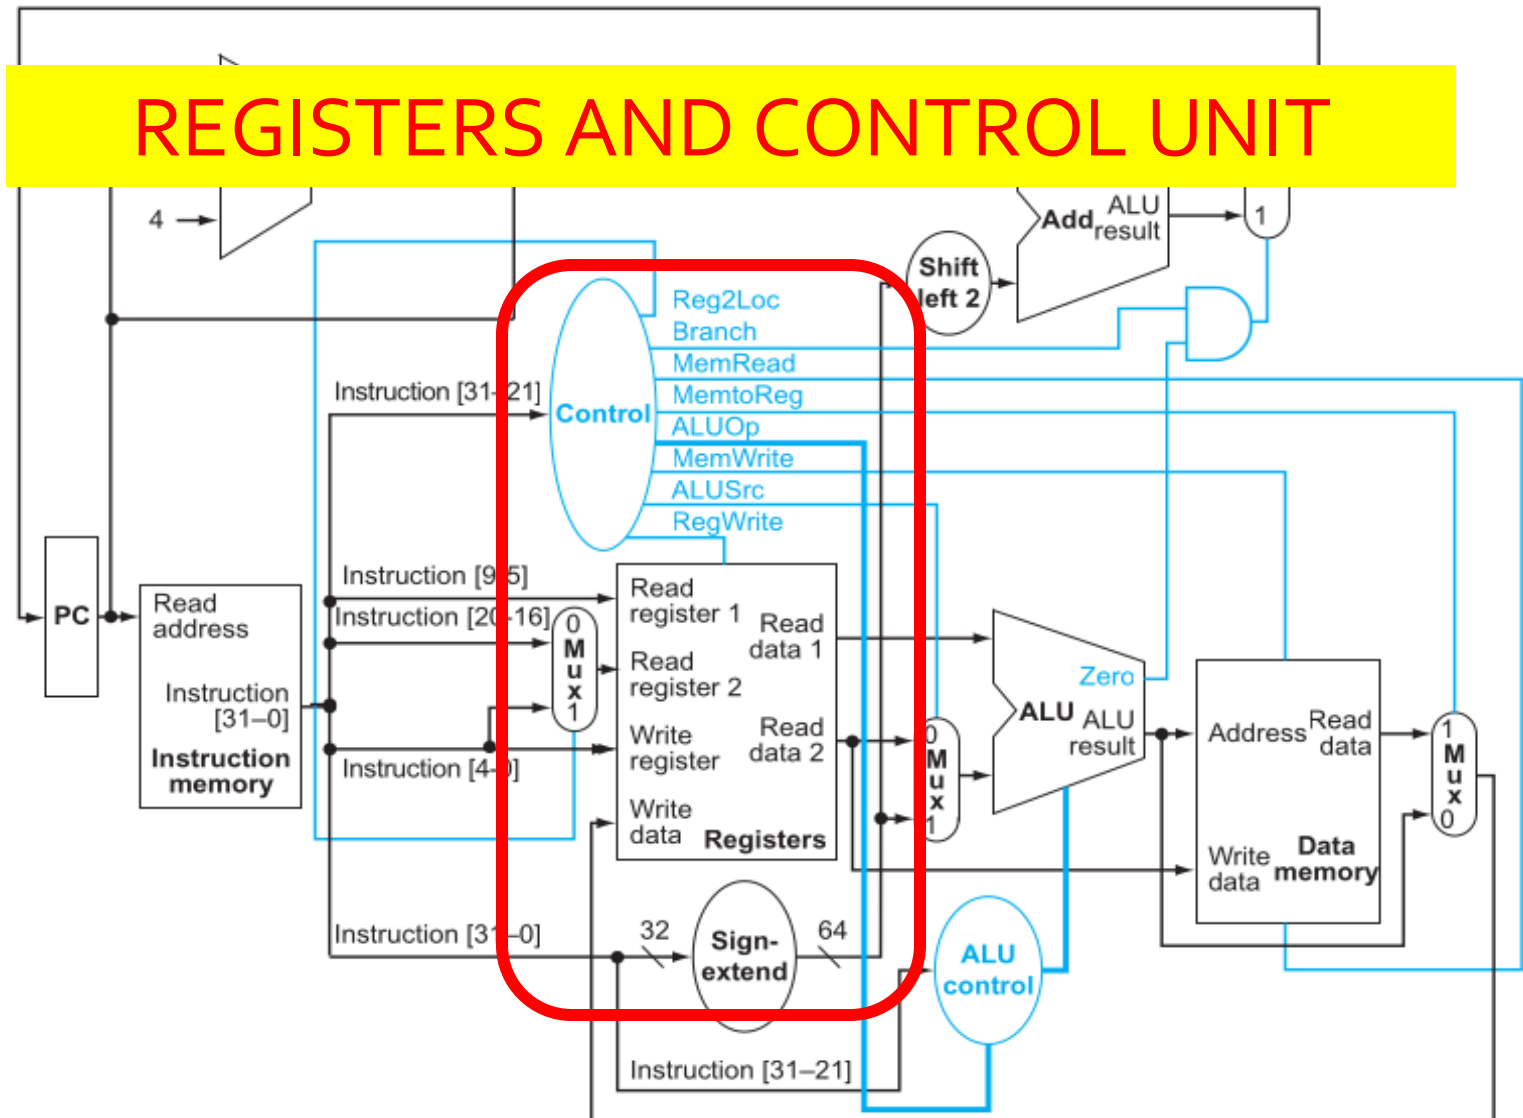 REGISTERS AND CONTROL UNIT
4
Add
ALU
result
1
Shift
left 2
Reg2Loc
Branch
MemRead
MemtoReg
ALUOp
MemWrite
ALUSrc
RegWrite
Instruction [31–21]
Control
PC
Read
address
Instruction
[31–0]
Instruction
memory
Instruction [9-5]
Instruction [20-16]
Instruction [4-0]
Instruction [31–0]
0
M
u
x
1
Read
register 1
Read
register 2
Write
register
Write
data
Read
data 1
Read
data 2
Registers
0
M
u
x
1
Zero
ALU
ALU
result
Address
Read
data
Write
data
Data
memory
1
M
u
x
0
32
Sign-
extend
64
ALU
control
Instruction [31–21]